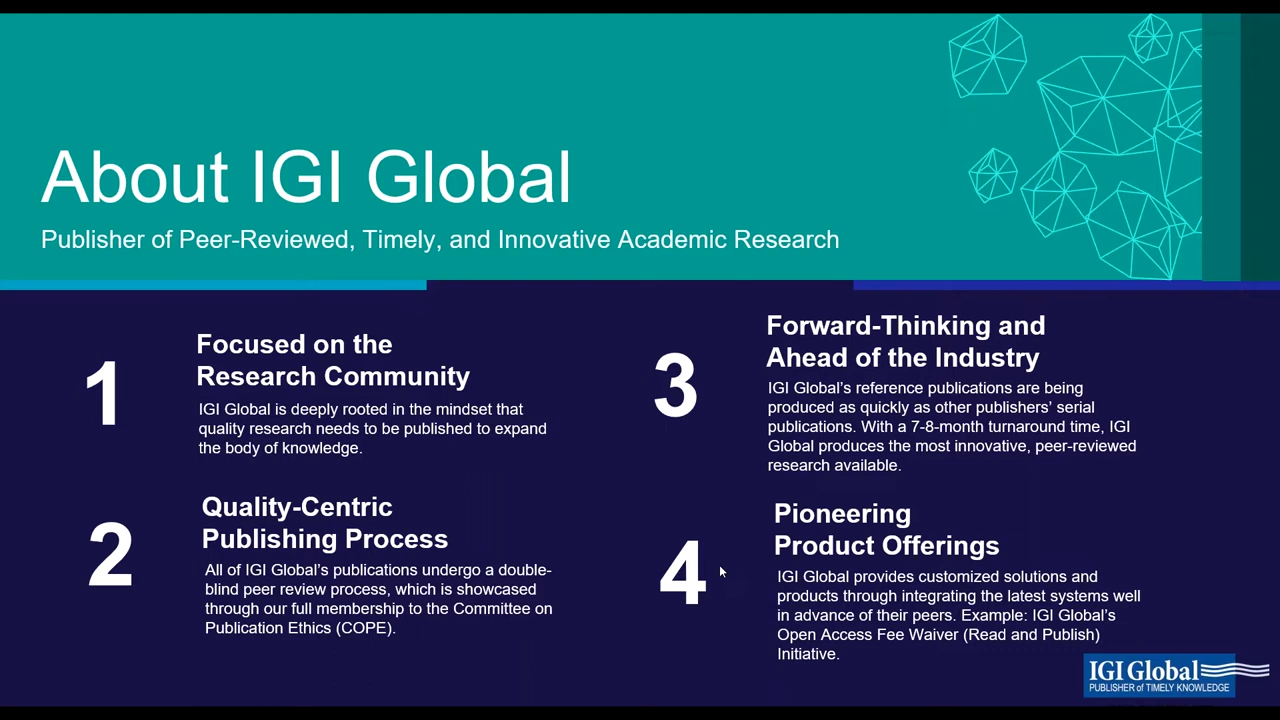 About IGI Global
Publisher of Peer-Reviewed, Timely, and Innovative Academic Research
1
Focused on the
Research Community
IGI Global is deeply rooted in the mindset that
quality research needs to be published to expand
the body of knowledge.
2
Quality-Centric
Publishing Process
All of IGI Global’s publications undergo a double-
blind peer review process, which is showcased
through our full membership to the Committee on
Publication Ethics (COPE).
3
Forward-Thinking and
Ahead of the Industry
IGI Global’s reference publications are being
produced as quickly as other publishers’ serial
publications. With a 7-8-month turnaround time, IGI
Global produces the most innovative, peer-reviewed
research available.
4
Pioneering
Product Offerings
IGI Global provides customized solutions and
products through integrating the latest systems well
in advance of their peers. Example: IGI Global’s
Open Access Fee Waiver (Read and Publish)
Initiative.
IGI Global
PUBLISHER of TIMELY KNOWLEDGE